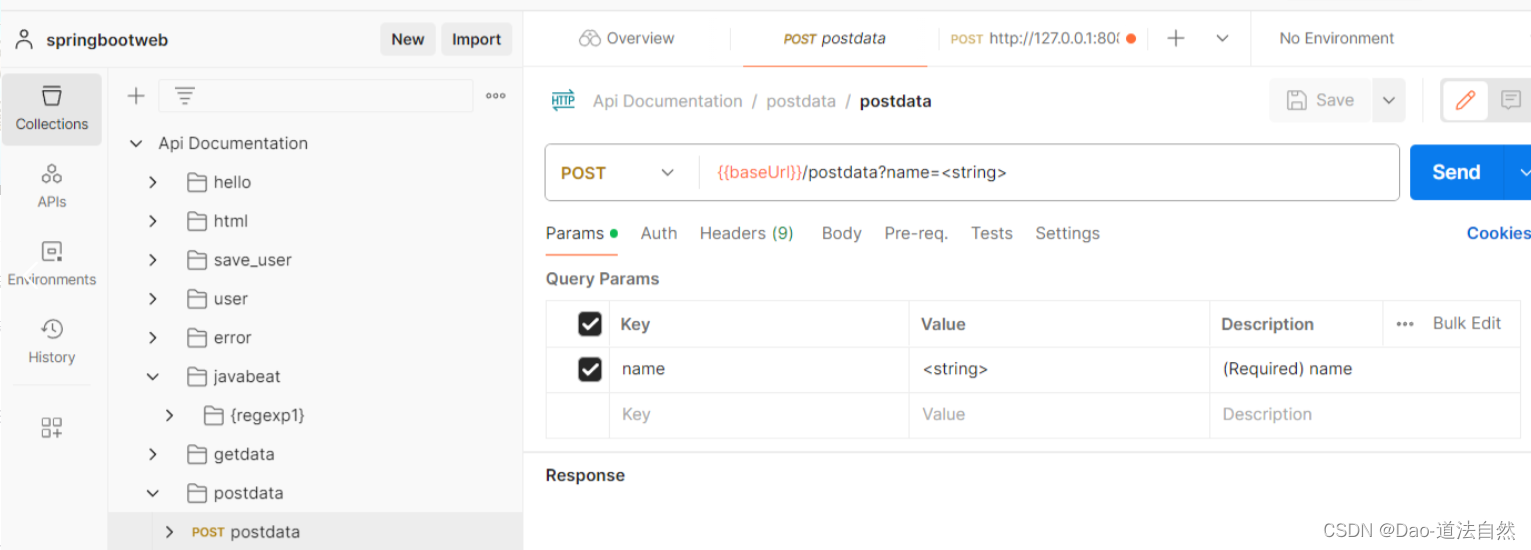 springbootweb New Import Overview POST postdata POST http://127.0.0.1:80 No Environment
Collections
APIs
Environments
History
Api Documentation
hello
html
save_user
user
error
javabeat
{regexp1}
getdata
postdata
POST postdata
HTTP Api Documentation / postdata / postdata Save
POST {{baseUrl}}/postdata?name=<string> Send
Params Auth Headers (9) Body Pre-req. Tests Settings Cookies
Query Params
Key Value Description Bulk Edit
name <string> (Required) name
Key Value Description
Response
CSDN @Dao-道法自然